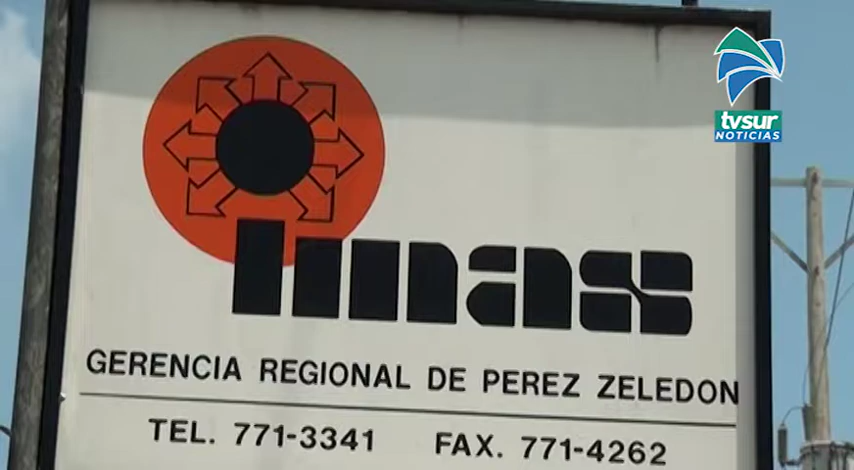 tvsur
NOTICIAS
imas
GERENCIA REGIONAL DE PEREZ ZELEDON
TEL. 771-3341 FAX. 771-4262